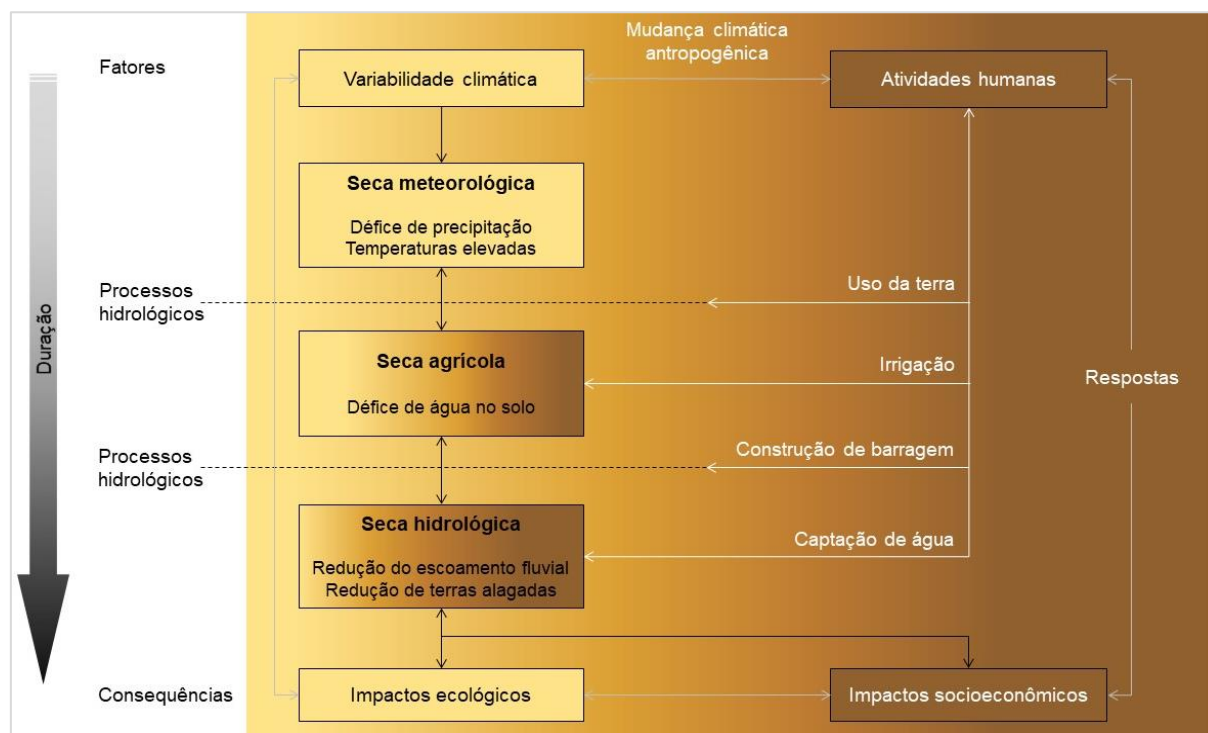 Mudança climática
antropogênica
Fatores
Variabilidade climática
Atividades humanas
Seca meteorológica
Défice de precipitação
Temperaturas elevadas
Processos
hidrológicos
Uso da terra
Duração
Seca agrícola
Défice de água no solo
Irrigação
Respostas
Processos
hidrológicos
Construção de barragem
Seca hidrológica
Redução do escoamento fluvial
Redução de terras alagadas
Captação de água
Consequências
Impactos ecológicos
Impactos socioeconômicos